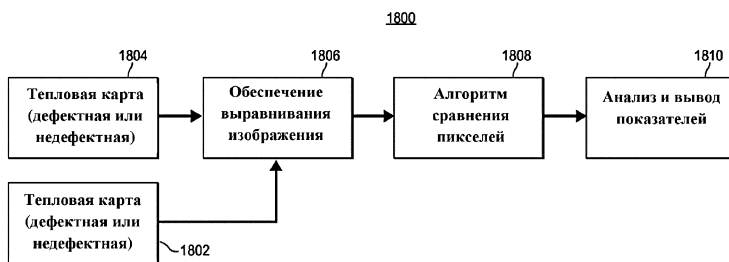 1800
1804
Тепловая карта
(дефектная или
недефектная)
1806
Обеспечение
выравнивания
изображения
1808
Алгоритм
сравнения
пикселей
1810
Анализ и вывод
показателей
Тепловая карта
(дефектная или
недефектная)
1802